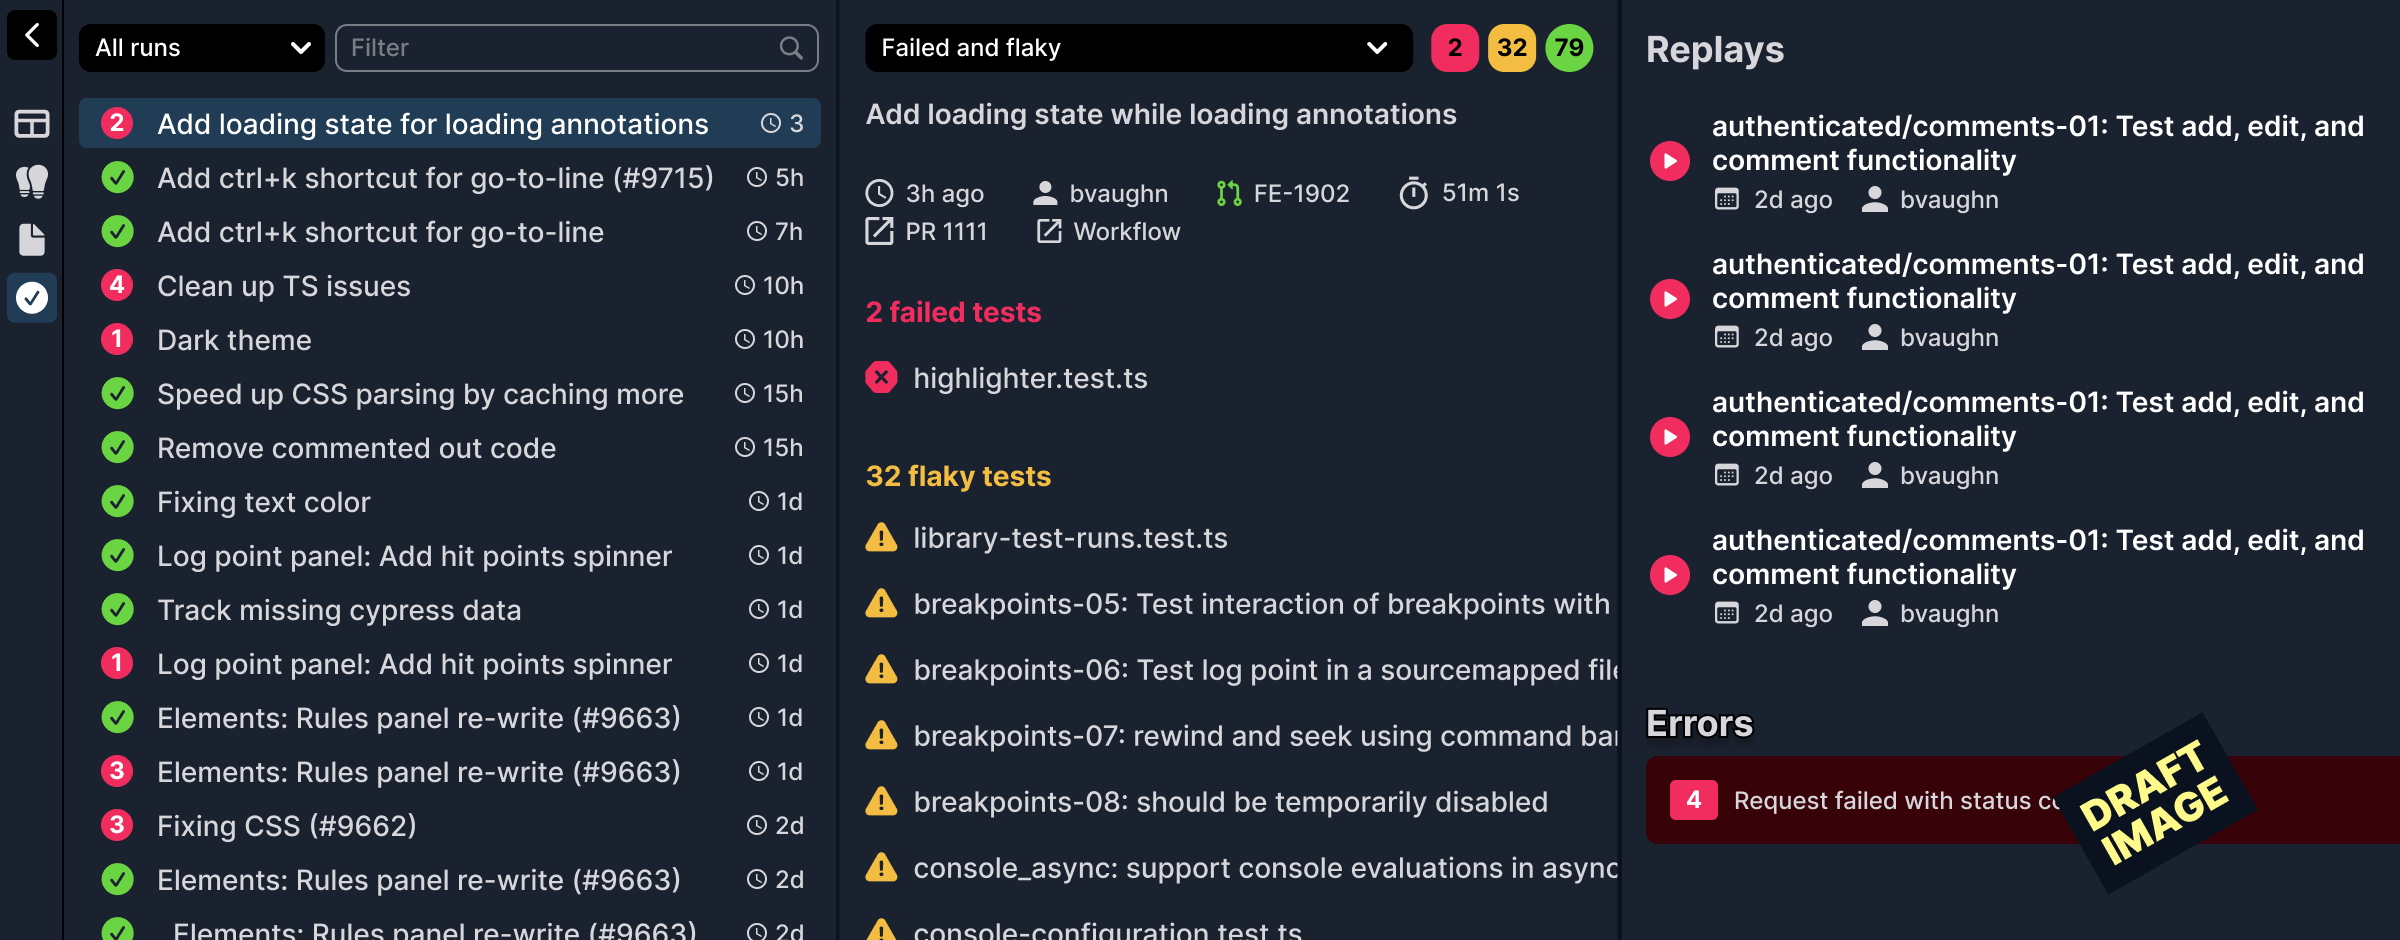 All runs
Filter
2 Add loading state for loading annotations 3
Add ctrl+k shortcut for go-to-line (#9715) 5h
Add ctrl+k shortcut for go-to-line 7h
4 Clean up TS issues 10h
1 Dark theme 10h
Speed up CSS parsing by caching more 15h
Remove commented out code 15h
Fixing text color 1d
Log point panel: Add hit points spinner 1d
Track missing cypress data 1d
1 Log point panel: Add hit points spinner 1d
Elements: Rules panel re-write (#9663) 1d
3 Elements: Rules panel re-write (#9663) 1d
3 Fixing CSS (#9662) 2d
Elements: Rules panel re-write (#9663) 2d
Elements: Rules panel re-write (#9663) 2d
Failed and flaky 2 32 79
Add loading state while loading annotations
3h ago bvaughn FE-1902 51m 1s
PR 1111 Workflow
2 failed tests
highlighter.test.ts
32 flaky tests
library-test-runs.test.ts
breakpoints-05: Test interaction of breakpoints with
breakpoints-06: Test log point in a sourcemapped file
breakpoints-07: rewind and seek using command bar
breakpoints-08: should be temporarily disabled
console_async: support console evaluations in async
console-configuration.test.ts
Replays
authenticated/comments-01: Test add, edit, and
comment functionality
2d ago bvaughn
authenticated/comments-01: Test add, edit, and
comment functionality
2d ago bvaughn
authenticated/comments-01: Test add, edit, and
comment functionality
2d ago bvaughn
authenticated/comments-01: Test add, edit, and
comment functionality
2d ago bvaughn
Errors
4 Request failed with status
DRAFT
IMAGE